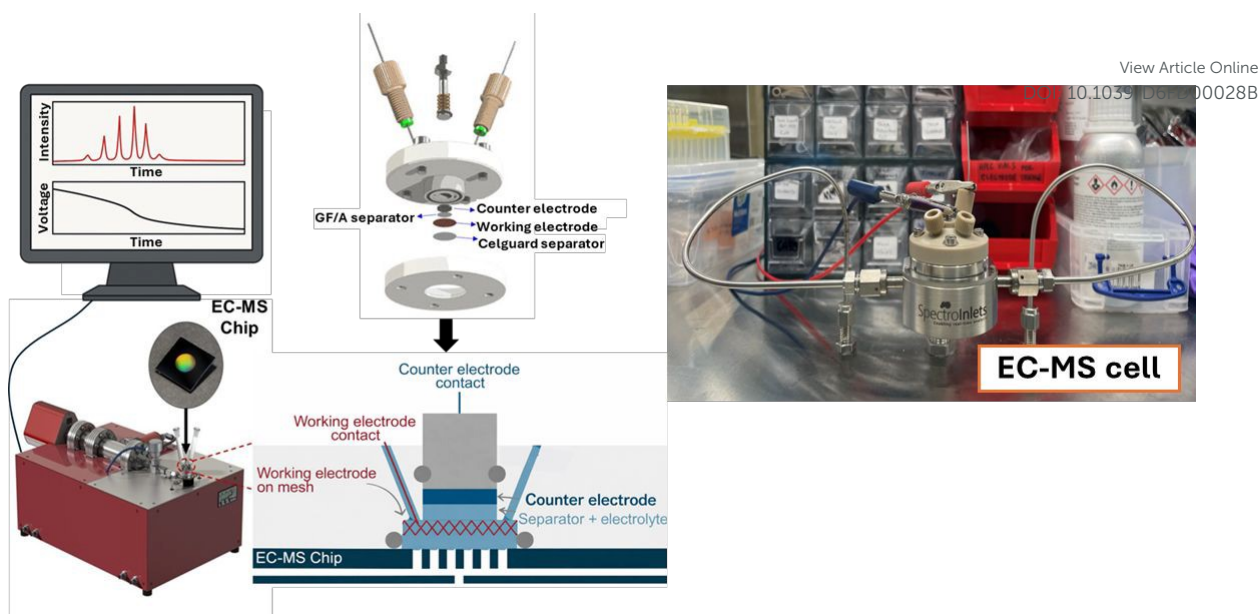 View Article Online
Intensity
Time
Voltage
Time
GF/A separator
Counter electrode
Working electrode
Celguard separator
EC-MS
Chip
Counter electrode
contact
Working electrode
contact
Working electrode
on mesh
Counter electrode
Separator + electrolyte
EC-MS Chip
SpectroInlets
EC-MS cell